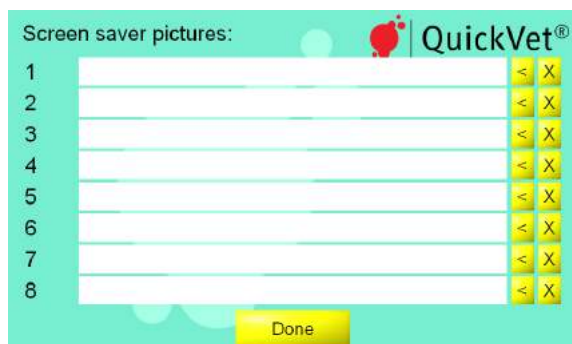 Screen saver pictures: QuickVet®
1 < X
2 < X
3 < X
4 < X
5 < X
6 < X
7 < X
8 < X
Done